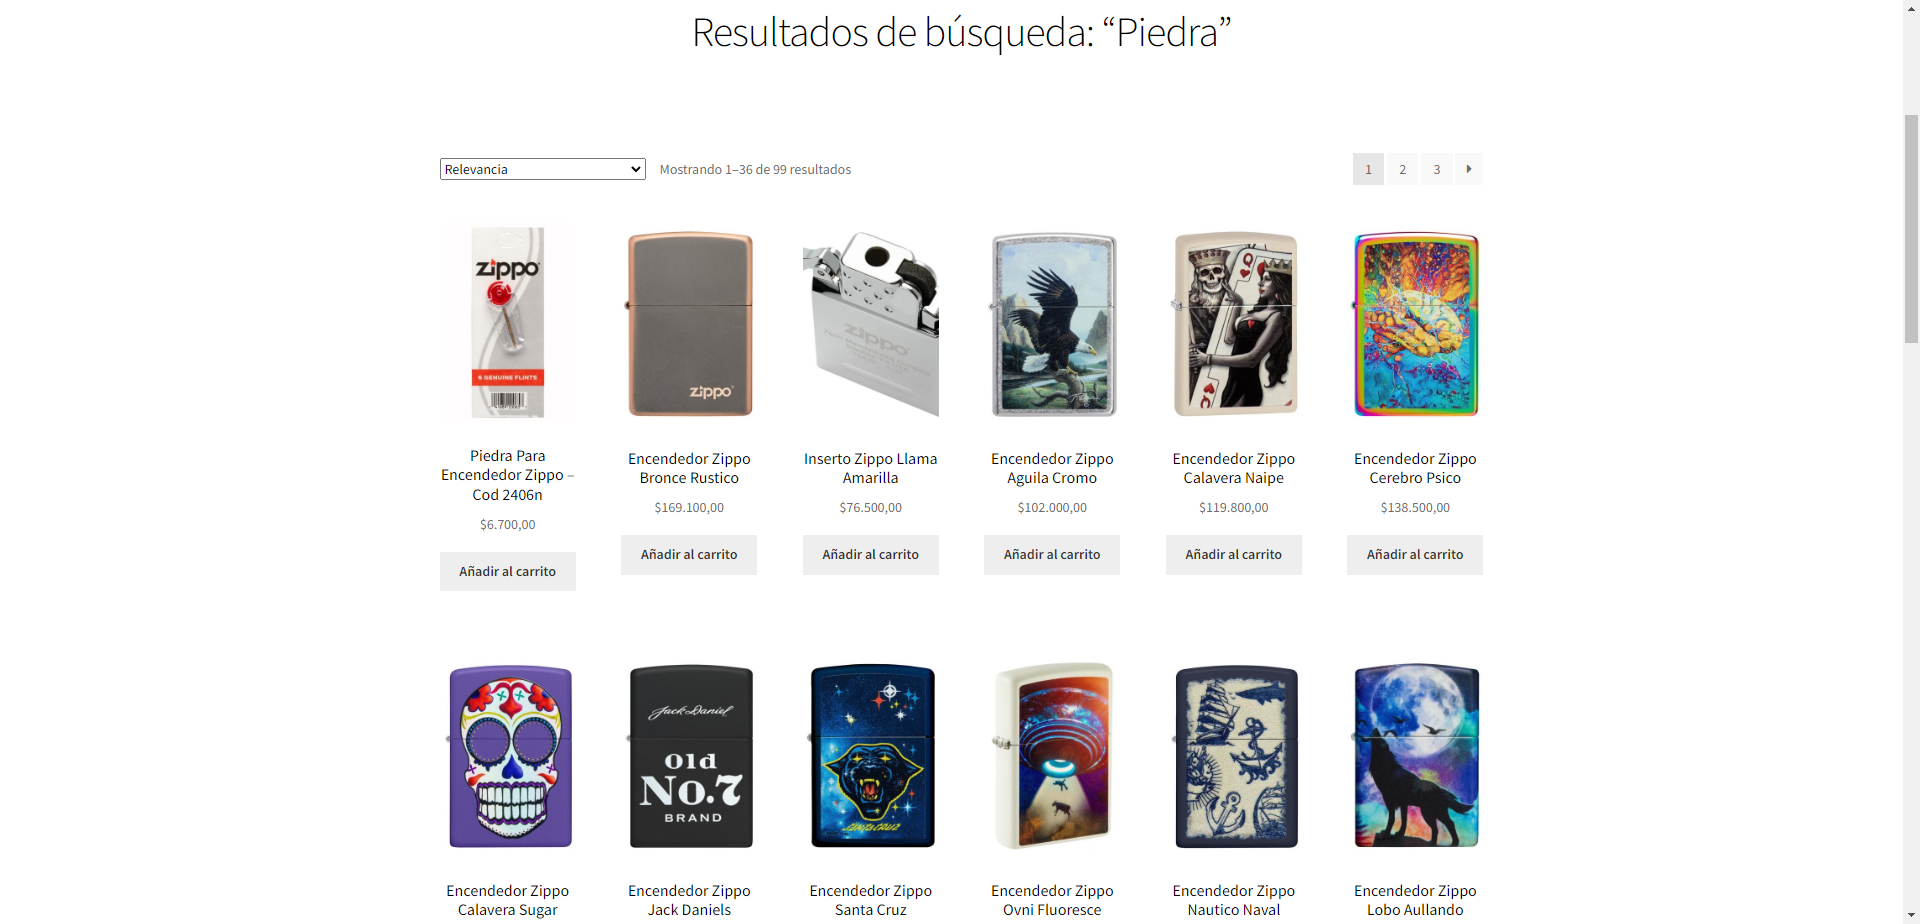 Resultados de búsqueda: “Piedra”
Relevancia
Mostrando 1–36 de 99 resultados
1 2 3
zippo
6 GENUINE FLINTS
zippo
zippo
Q
Piedra Para
Encendedor Zippo –
Cod 2406n
$6.700,00
Añadir al carrito
Encendedor Zippo
Bronce Rustico
$169.100,00
Añadir al carrito
Inserto Zippo Llama
Amarilla
$76.500,00
Añadir al carrito
Encendedor Zippo
Aguila Cromo
$102.000,00
Añadir al carrito
Encendedor Zippo
Calavera Naipe
$119.800,00
Añadir al carrito
Encendedor Zippo
Cerebro Psico
$138.500,00
Añadir al carrito
Jack Daniel
Old
No.7
BRAND
SANTA CRUZ
Encendedor Zippo
Calavera Sugar
Encendedor Zippo
Jack Daniels
Encendedor Zippo
Santa Cruz
Encendedor Zippo
Ovni Fluoresce
Encendedor Zippo
Nautico Naval
Encendedor Zippo
Lobo Aullando